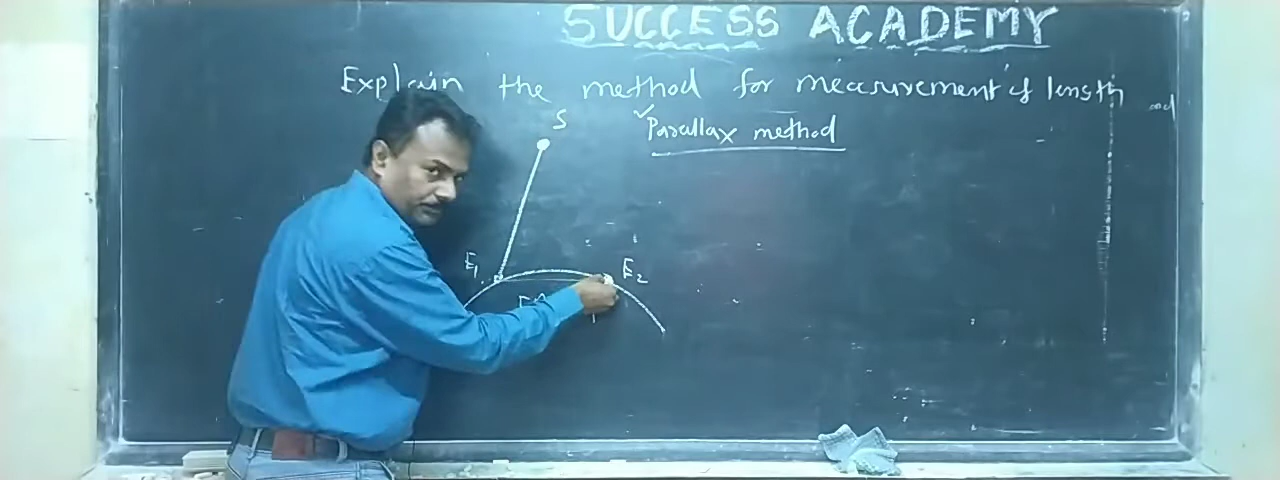 SUCCESS ACADEMY
Explain the method for measurement of length
Parallax method
S
E₁
E₂